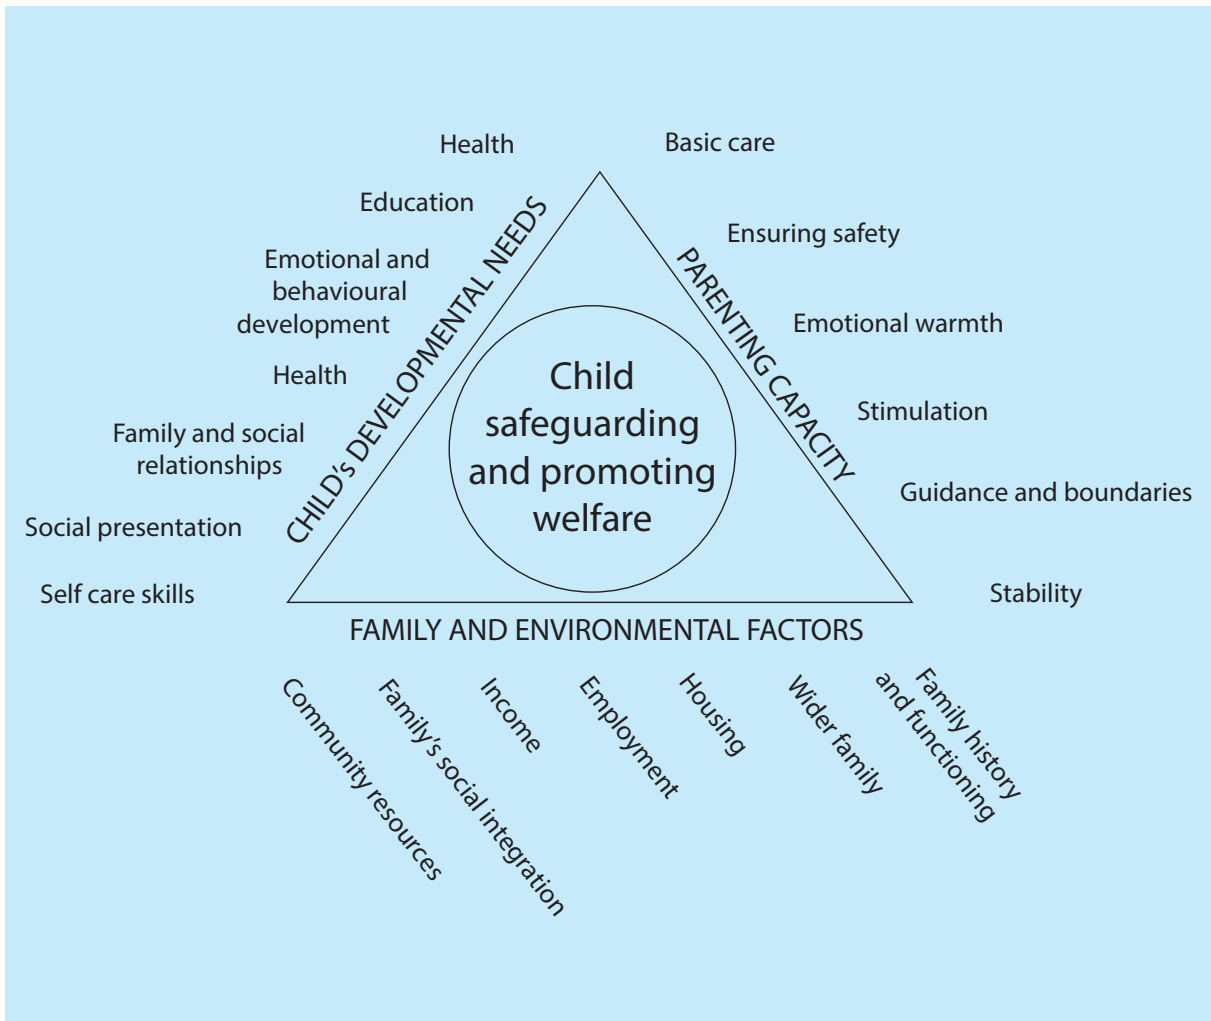 Health
Education
Emotional and
behavioural
development
Health
Family and social
relationships
Social presentation
Self care skills
CHILD's DEVELOPMENTAL NEEDS
Basic care
Ensuring safety
Emotional warmth
Stimulation
Guidance and boundaries
Stability
PARENTING CAPACITY
Child
safeguarding
and promoting
welfare
FAMILY AND ENVIRONMENTAL FACTORS
Community resources
Family's social integration
Income
Employment
Housing
Wider family
Family history
and functioning